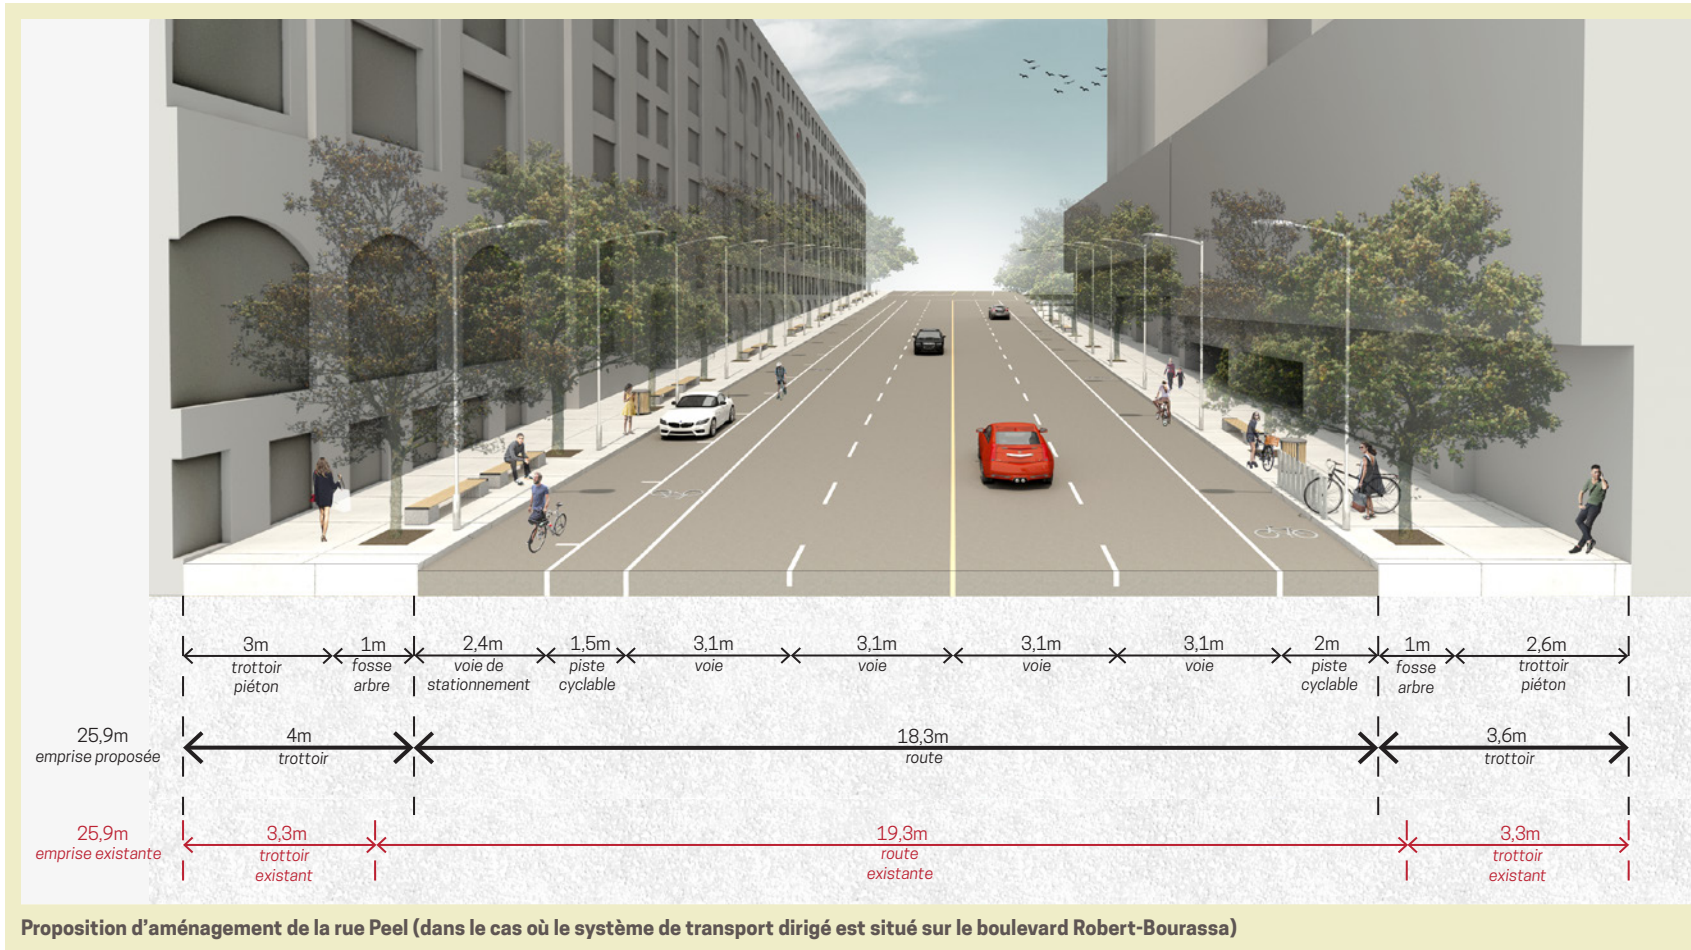 3m
trottoir
piéton
1m
fosse
arbre
2,4m
voie de
stationnement
1,5m
piste
cyclable
3,1m
voie
3,1m
voie
3,1m
voie
3,1m
voie
2m
piste
cyclable
1m
fosse
arbre
2,6m
trottoir
piéton
25,9m
emprise proposée
4m
trottoir
18,3m
route
3,6m
trottoir
25,9m
emprise existante
3,3m
trottoir
existant
19,3m
route
existante
3,3m
trottoir
existant
Proposition d'aménagement de la rue Peel (dans le cas où le système de transport dirigé est situé sur le boulevard Robert-Bourassa)